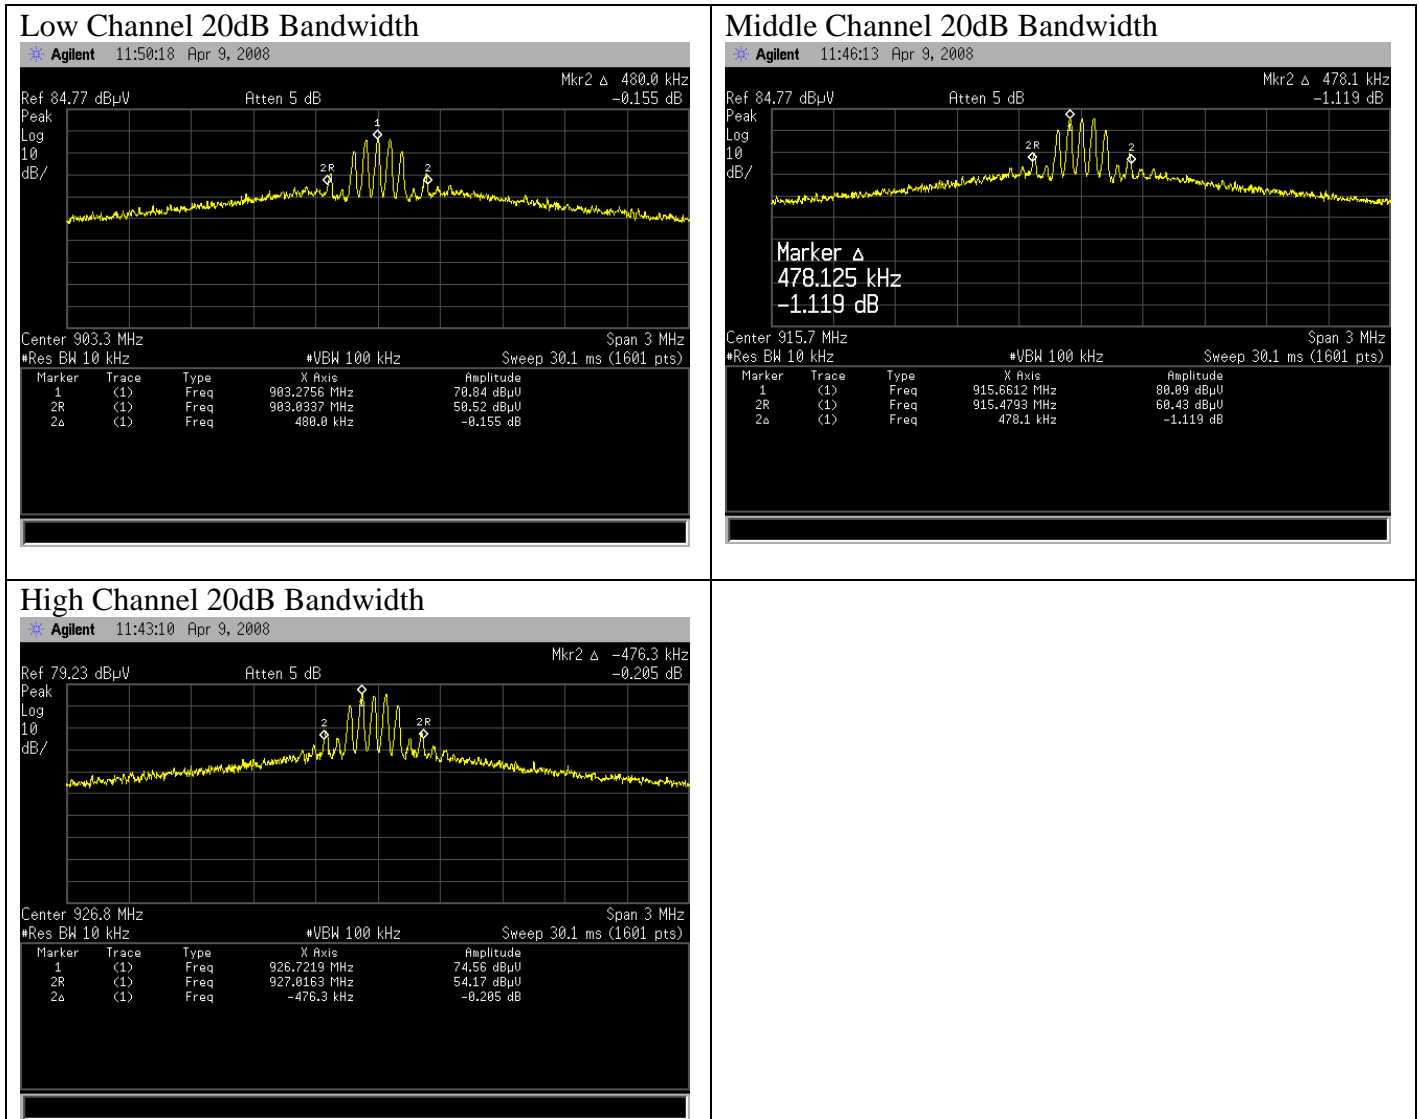 Low Channel 20dB Bandwidth
Agilent 11:50:18 Apr 9, 2008
Mkr2 Δ 480.0 kHz
Ref 84.77 dBµV Atten 5 dB -0.155 dB
Peak
Log
10
dB/
1
2R 2
Center 903.3 MHz Span 3 MHz
#Res BW 10 kHz #VBW 100 kHz Sweep 30.1 ms (1601 pts)
Marker Trace Type X Axis Amplitude
1 (1) Freq 903.2756 MHz 70.84 dBµV
2R (1) Freq 903.0337 MHz 50.52 dBµV
2Δ (1) Freq 480.0 kHz -0.155 dB
Middle Channel 20dB Bandwidth
Agilent 11:46:13 Apr 9, 2008
Mkr2 Δ 478.1 kHz
Ref 84.77 dBµV Atten 5 dB -1.119 dB
Peak
Log
10
dB/
2R 2
Marker Δ
478.125 kHz
-1.119 dB
Center 915.7 MHz Span 3 MHz
#Res BW 10 kHz #VBW 100 kHz Sweep 30.1 ms (1601 pts)
Marker Trace Type X Axis Amplitude
1 (1) Freq 915.6612 MHz 80.09 dBµV
2R (1) Freq 915.4793 MHz 60.43 dBµV
2Δ (1) Freq 478.1 kHz -1.119 dB
High Channel 20dB Bandwidth
Agilent 11:43:10 Apr 9, 2008
Mkr2 Δ -476.3 kHz
Ref 79.23 dBµV Atten 5 dB -0.205 dB
Peak
Log
10
dB/
2 2R
Center 926.8 MHz Span 3 MHz
#Res BW 10 kHz #VBW 100 kHz Sweep 30.1 ms (1601 pts)
Marker Trace Type X Axis Amplitude
1 (1) Freq 926.7219 MHz 74.56 dBµV
2R (1) Freq 927.0163 MHz 54.17 dBµV
2Δ (1) Freq -476.3 kHz -0.205 dB